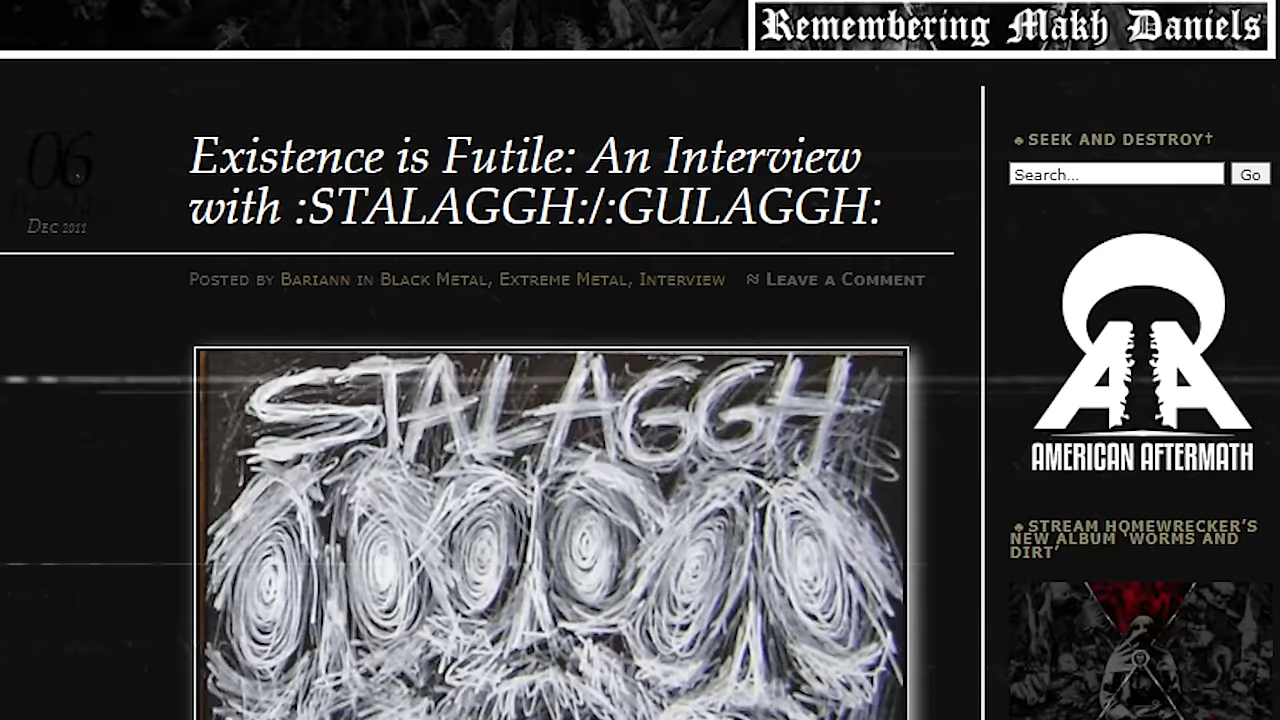 Remembering Makh Daniels
06
Dec 2011
Existence is Futile: An Interview
with :STALAGGH:/:GULAGGH:
Posted by Bariann in Black Metal, Extreme Metal, Interview ≈ Leave a Comment
STALAGGH
♠SEEK AND DESTROY†
Search...
Go
AA
AMERICAN AFTERMATH
♠STREAM HOMEWRECKER’S
NEW ALBUM ‘WORMS AND
DIRT’